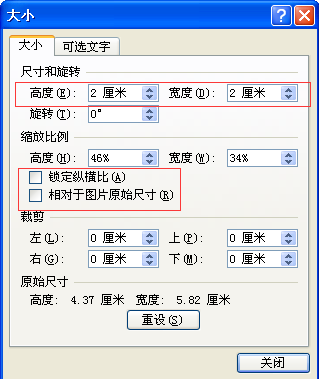 大小
大小 可选文字
尺寸和旋转
高度(E): 2 厘米 宽度(D): 2 厘米
旋转(T): 0°
缩放比例
高度(H): 46% 宽度(W): 34%
锁定纵横比(A)
相对于图片原始尺寸(R)
裁剪
左(L): 0 厘米 上(P): 0 厘米
右(G): 0 厘米 下(M): 0 厘米
原始尺寸
高度: 4.37 厘米 宽度: 5.82 厘米
重设(S)
关闭